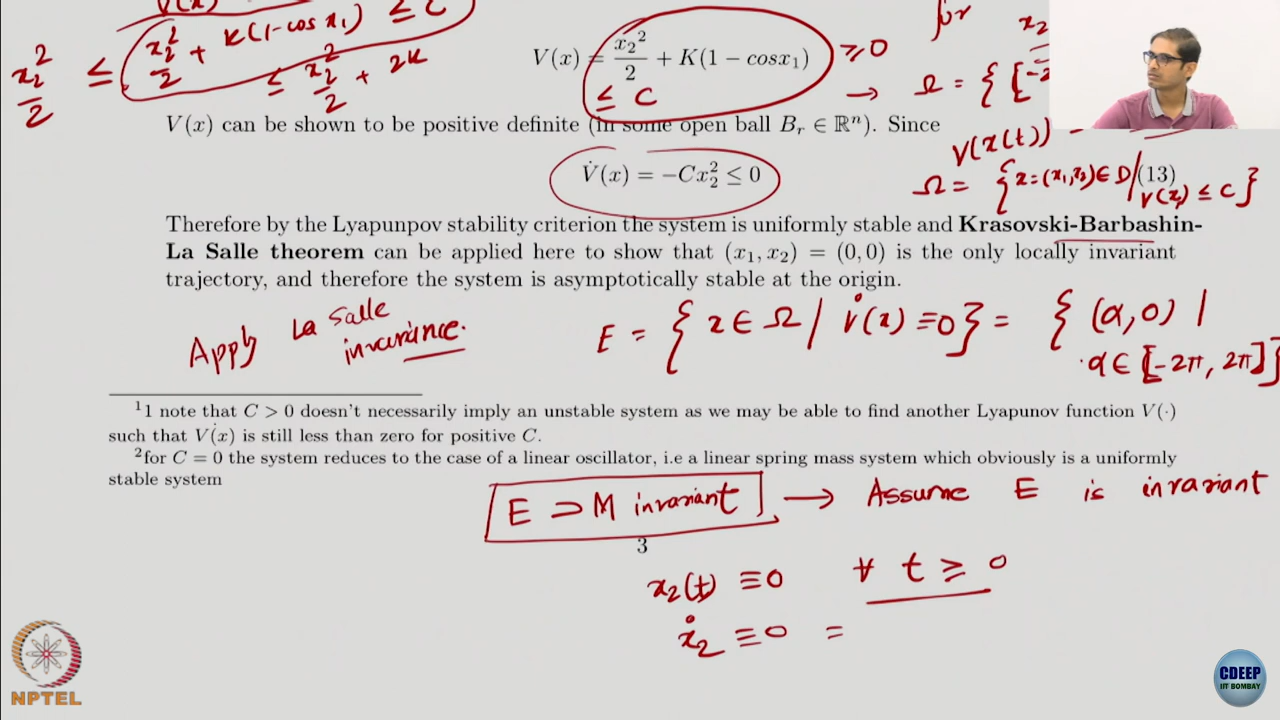 V(x)
x₂²/2 ≤ x₂²/2 + K(1-cos x₁) ≤ C
≤ x₂²/2 + 2K
for x₂
V(x) = x₂²/2 + K(1 − cosx₁) ≥ 0
≤ C
→ Ω = { [-2
V(x) can be shown to be positive definite (in some open ball Bᵣ ∈ ℝⁿ). Since
V(x(t))
V̇(x) = −Cx₂² ≤ 0
(13)
Ω = { x=(x₁,x₂) ∈ D / V(x) ≤ C }
Therefore by the Lyapunpov stability criterion the system is uniformly stable and Krasovski-Barbashin-
La Salle theorem can be applied here to show that (x₁, x₂) = (0, 0) is the only locally invariant
trajectory, and therefore the system is asymptotically stable at the origin.
Apply La Salle
invariance.
E = { x ∈ Ω / V̇(x) ≡ 0 } = { (α, 0) |
α ∈ [-2π, 2π] }
¹1 note that C > 0 doesn't necessarily imply an unstable system as we may be able to find another Lyapunov function V(·)
such that V̇(x) is still less than zero for positive C.
²for C = 0 the system reduces to the case of a linear oscillator, i.e a linear spring mass system which obviously is a uniformly
stable system
E ⊃ M invariant → Assume E is invariant
3
x₂(t) ≡ 0 ∀ t ≥ 0
ẋ₂ ≡ 0 =
NPTEL
CDEEP
IIT BOMBAY